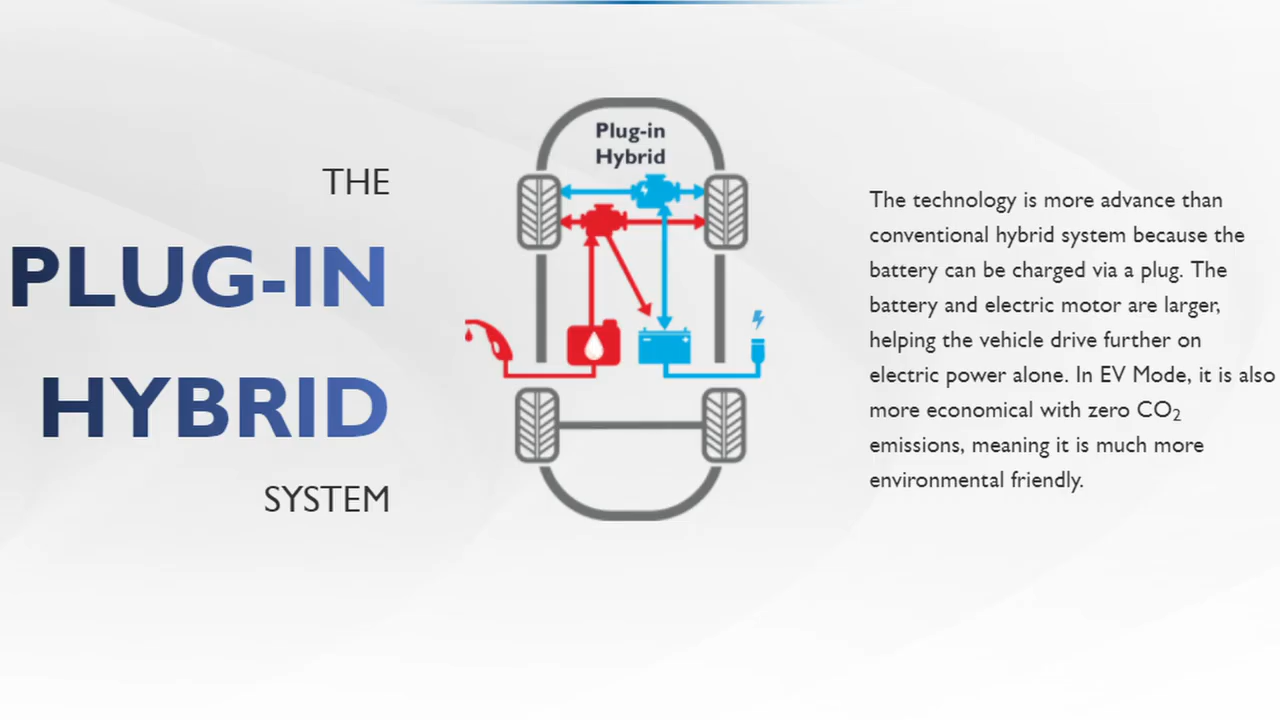 THE
PLUG-IN
HYBRID
SYSTEM
Plug-in
Hybrid
The technology is more advance than
conventional hybrid system because the
battery can be charged via a plug. The
battery and electric motor are larger,
helping the vehicle drive further on
electric power alone. In EV Mode, it is also
more economical with zero CO₂
emissions, meaning it is much more
environmental friendly.